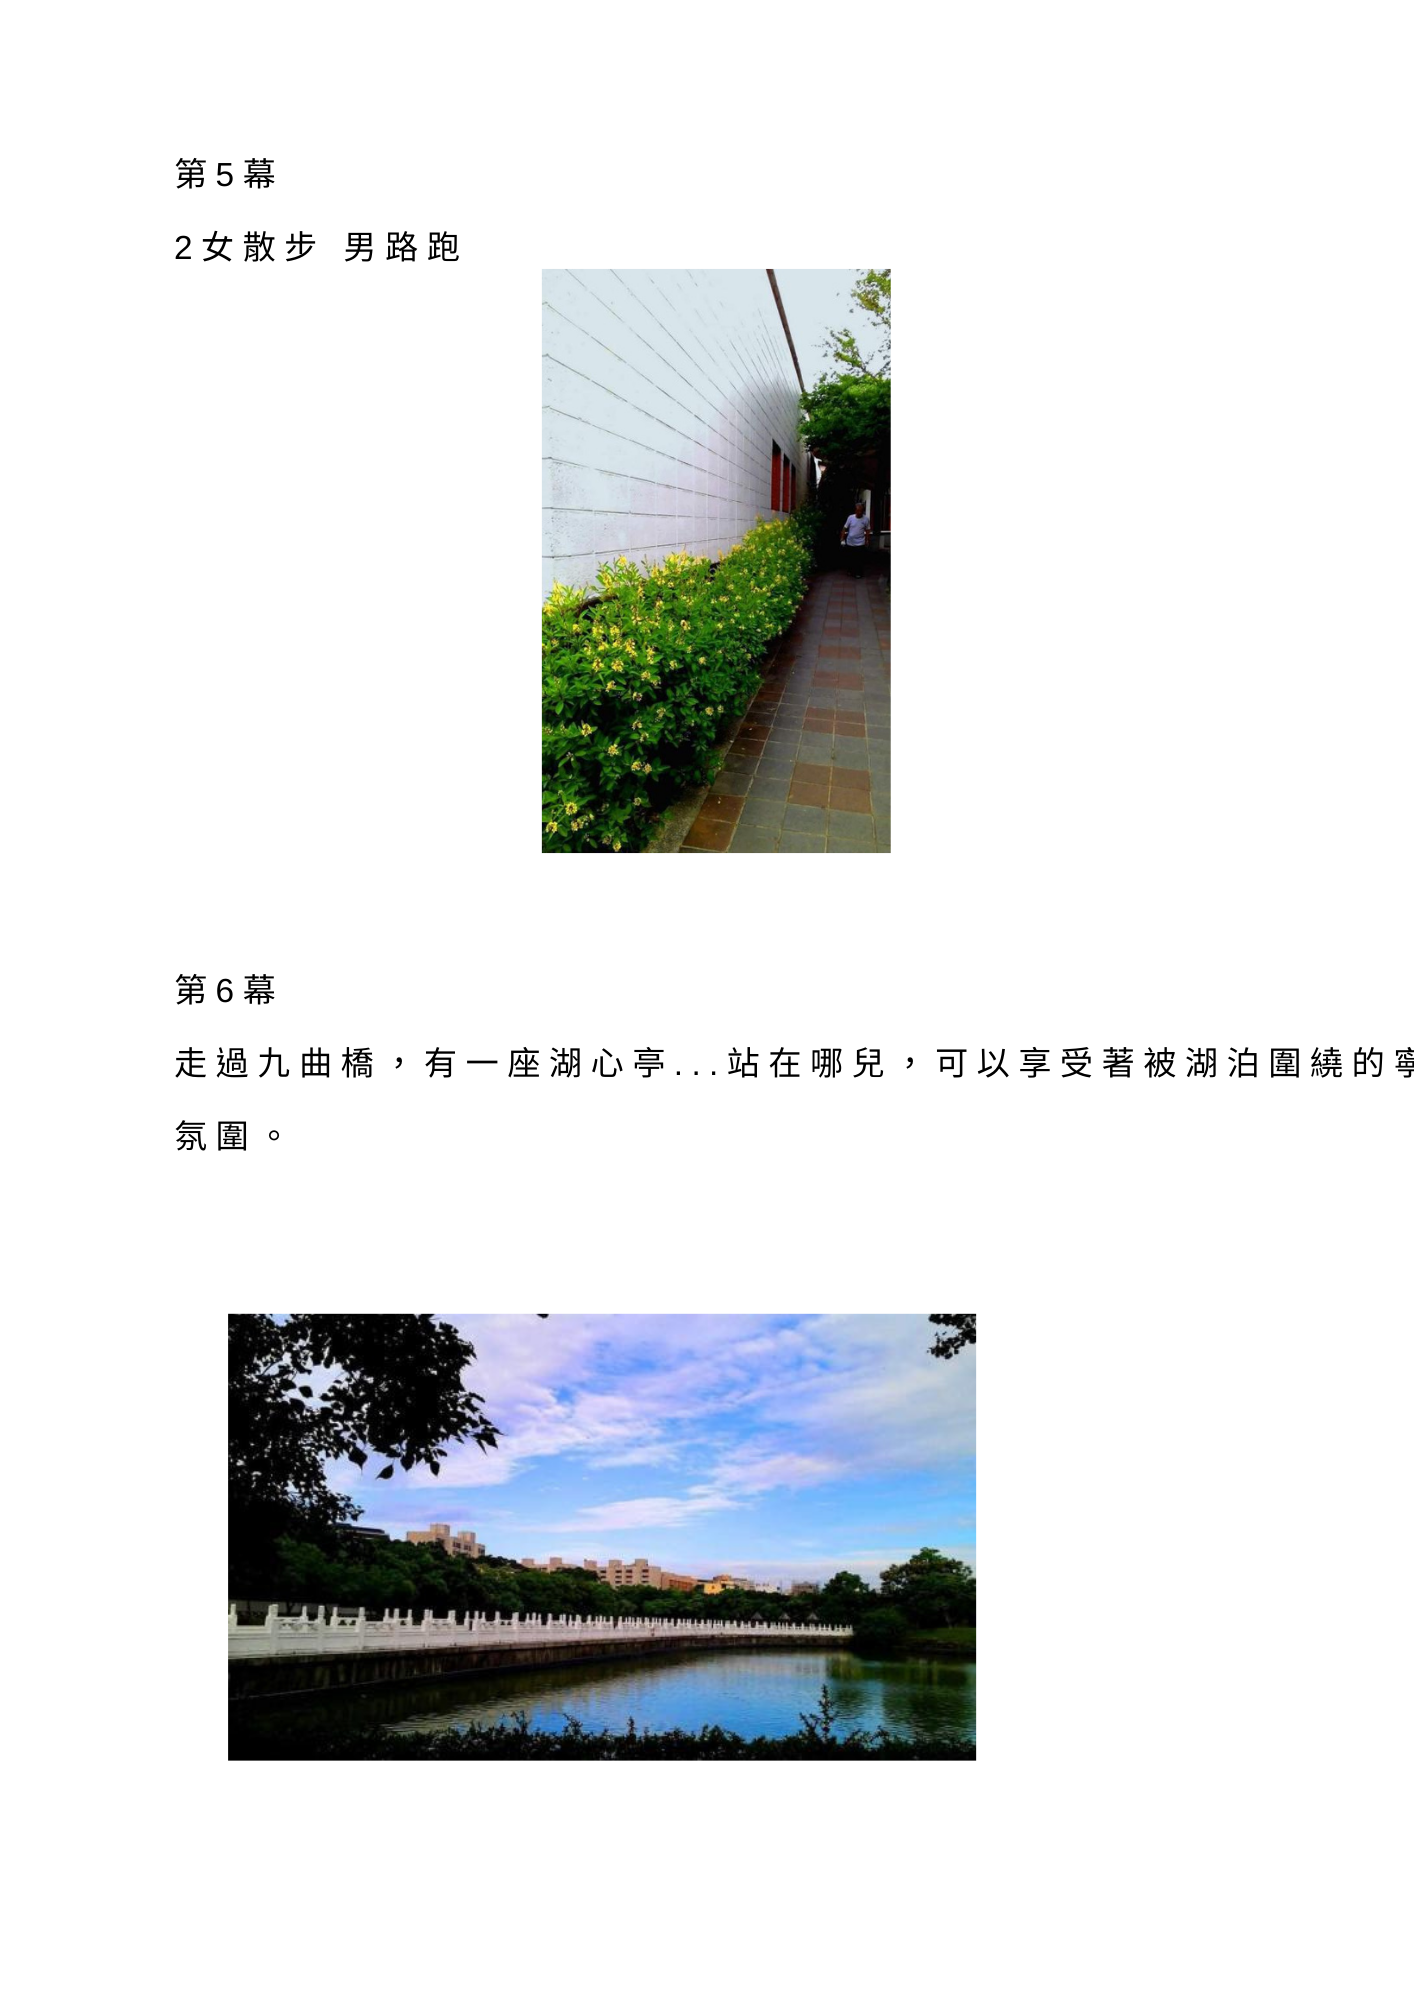 第5幕
2女散步 男路跑
第6幕
走過九曲橋，有一座湖心亭...站在哪兒，可以享受著被湖泊圍繞的
氛圍。